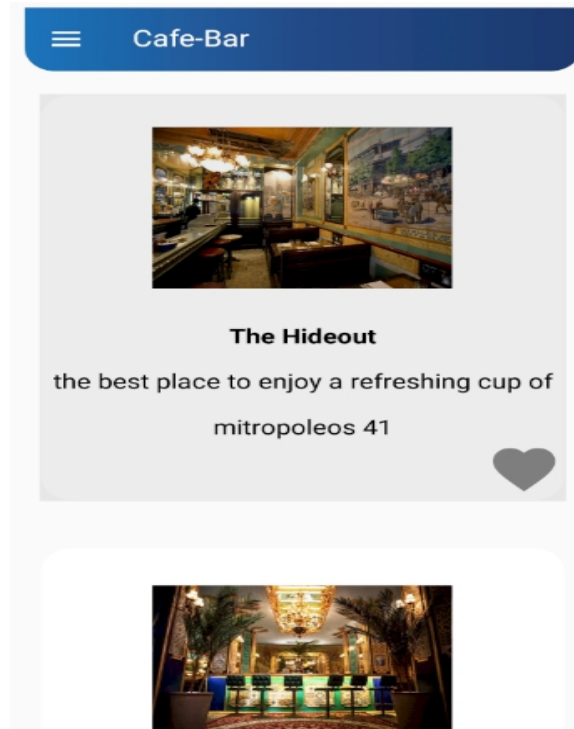 Cafe-Bar
The Hideout
the best place to enjoy a refreshing cup of
mitropoleos 41